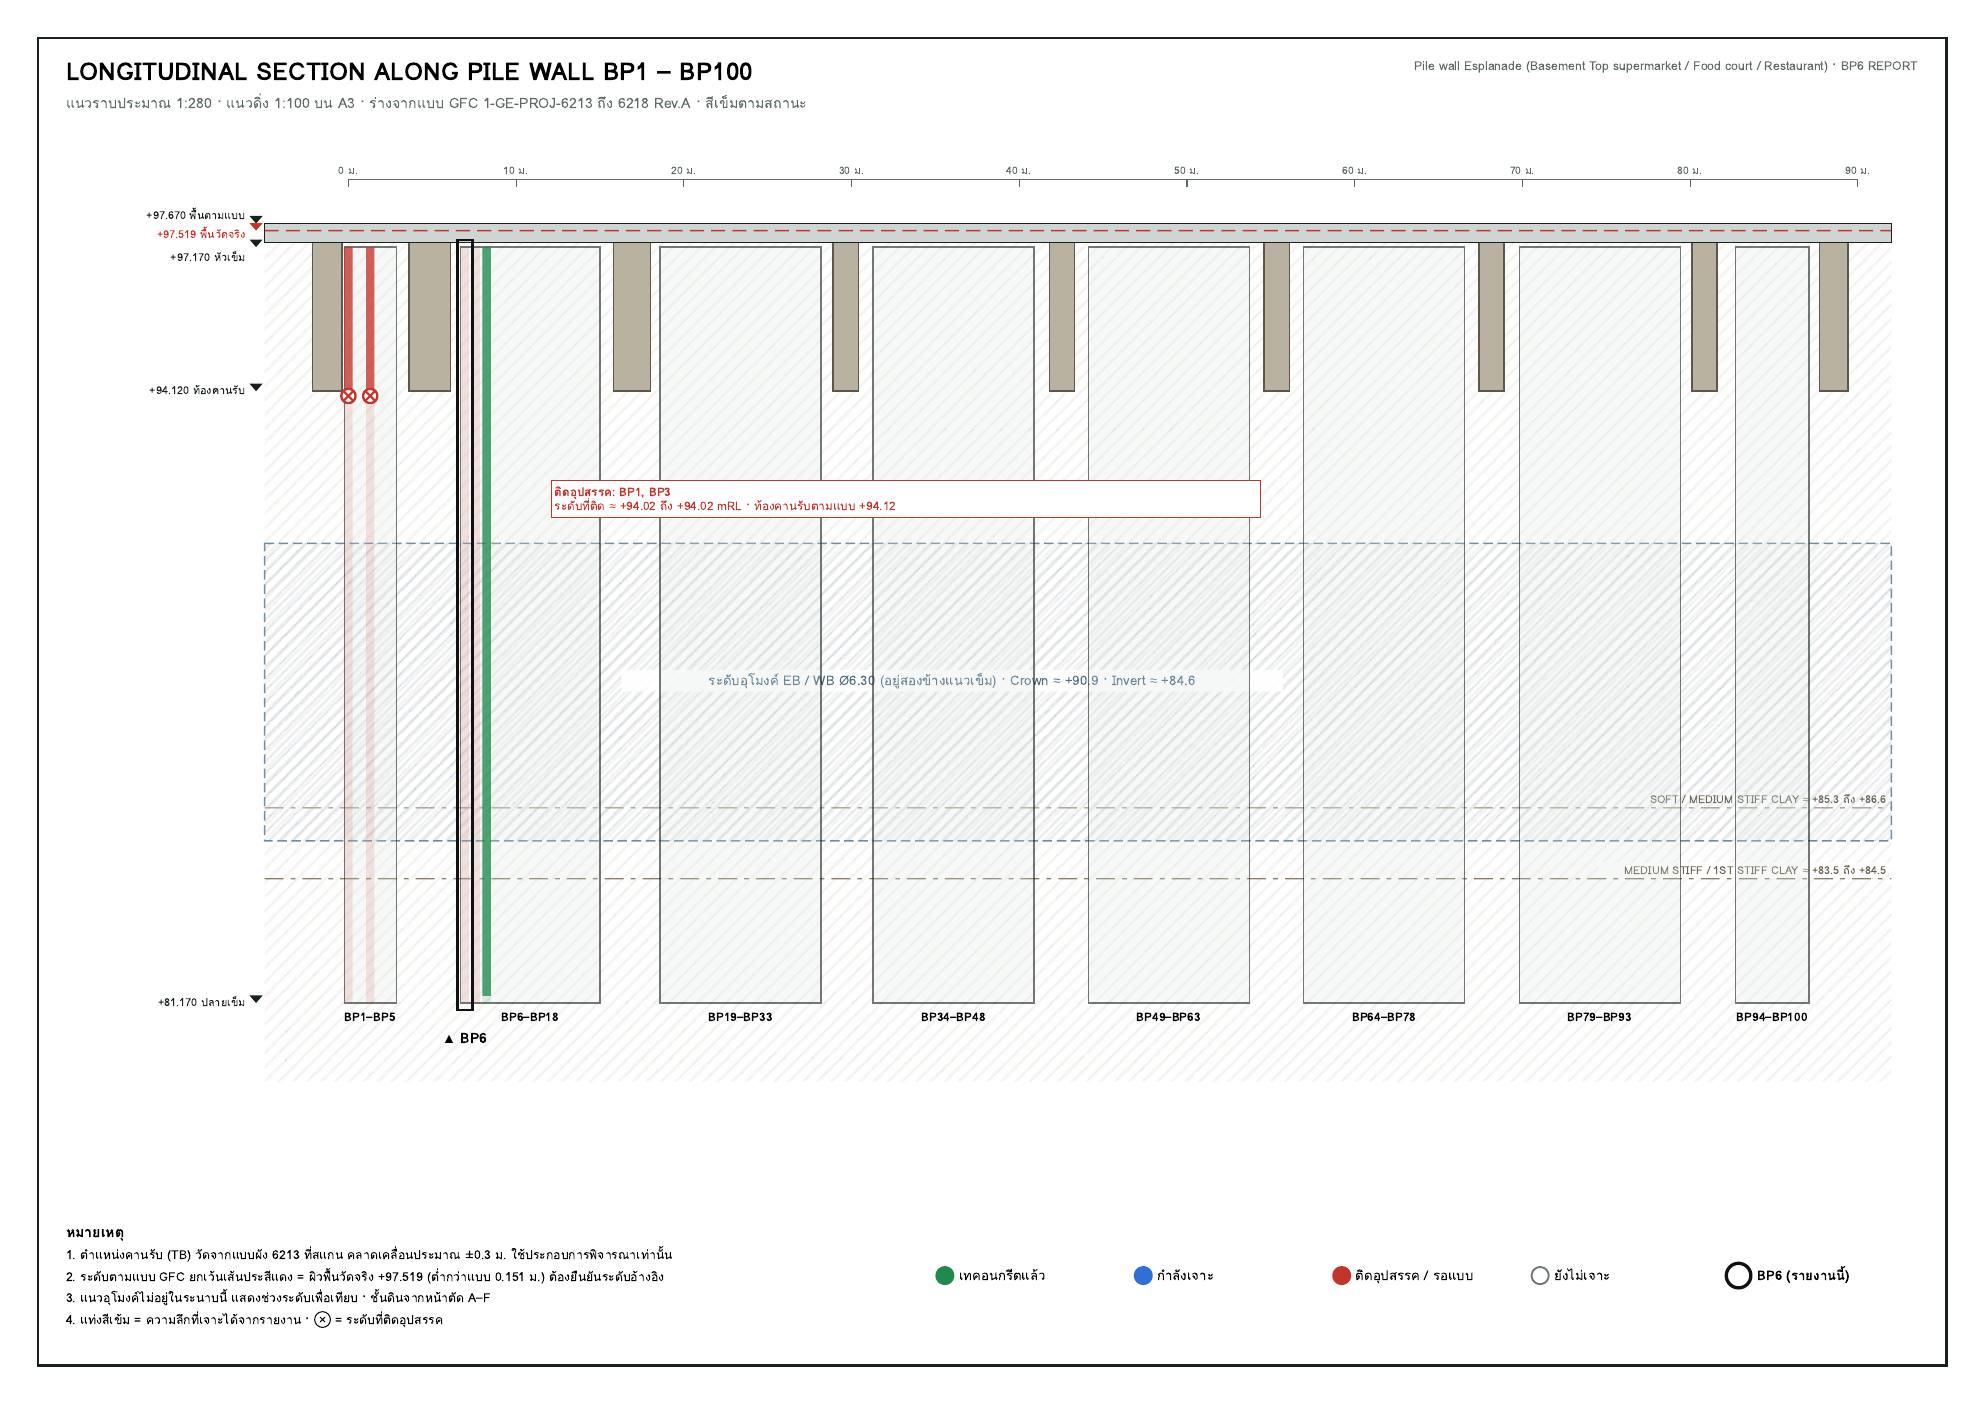 LONGITUDINAL SECTION ALONG PILE WALL BP1 – BP100
Pile wall Esplanade (Basement Top supermarket / Food court / Restaurant) · BP6 REPORT
แนวราบประมาณ 1:280 · แนวดิ่ง 1:100 บน A3 · ร่างจากแบบ GFC 1-GE-PROJ-6213 ถึง 6218 Rev.A · สีเข็มตามสถานะ
0 ม. 10 ม. 20 ม. 30 ม. 40 ม. 50 ม. 60 ม. 70 ม. 80 ม. 90 ม.
+97.670 พื้นตามแบบ
+97.519 พื้นวัดจริง
+97.170 หัวเข็ม
+94.120 ท้องคานรับ
ติดอุปสรรค: BP1, BP3
ระดับที่ติด ≈ +94.02 ถึง +94.02 mRL · ท้องคานรับตามแบบ +94.12
ระดับอุโมงค์ EB / WB Ø6.30 (อยู่สองข้างแนวเข็ม) · Crown ≈ +90.9 · Invert ≈ +84.6
SOFT / MEDIUM STIFF CLAY ≈ +85.3 ถึง +86.6
MEDIUM STIFF / 1ST STIFF CLAY ≈ +83.5 ถึง +84.5
+81.170 ปลายเข็ม
BP1–BP5 BP6–BP18 BP19–BP33 BP34–BP48 BP49–BP63 BP64–BP78 BP79–BP93 BP94–BP100
▲ BP6
หมายเหตุ
1. ตำแหน่งคานรับ (TB) วัดจากแบบผัง 6213 ที่สแกน คลาดเคลื่อนประมาณ ±0.3 ม. ใช้ประกอบการพิจารณาเท่านั้น
2. ระดับตามแบบ GFC ยกเว้นเส้นประสีแดง = ผิวพื้นวัดจริง +97.519 (ต่ำกว่าแบบ 0.151 ม.) ต้องยืนยันระดับอ้างอิง
3. แนวอุโมงค์ไม่อยู่ในระนาบนี้ แสดงช่วงระดับเพื่อเทียบ · ชั้นดินจากหน้าตัด A–F
4. แท่งสีเข้ม = ความลึกที่เจาะได้จากรายงาน · ⊗ = ระดับที่ติดอุปสรรค
เทคอนกรีตแล้ว กำลังเจาะ ติดอุปสรรค / รอแบบ ยังไม่เจาะ BP6 (รายงานนี้)